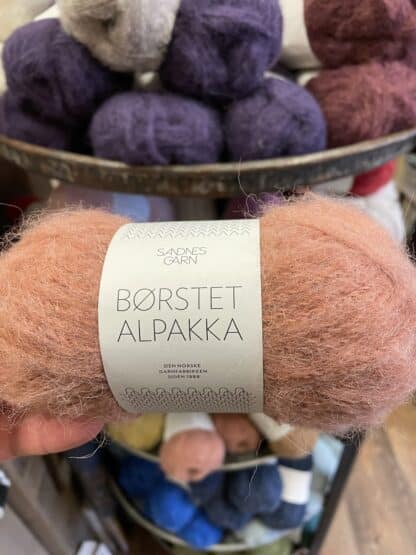 SANDNES
GARN
BØRSTET
ALPAKKA
DEN NORSKE
GARNFABRIKKEN
SIDEN 1888